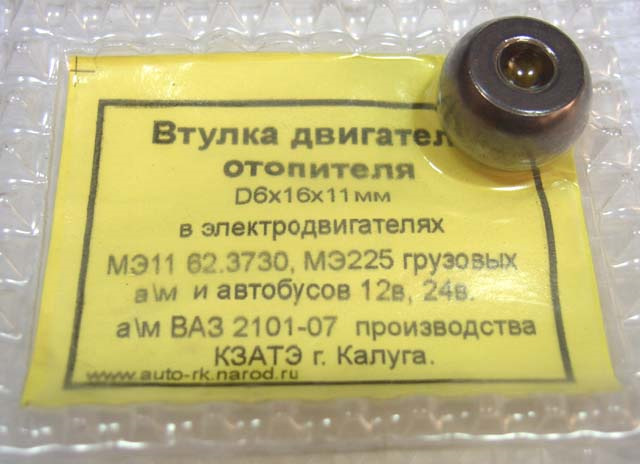 Втулка двигател
отопителя
D6x16x11мм
в электродвигателях
МЭ11 62.3730, МЭ225 грузовых
а\м и автобусов 12в, 24в.
а\м ВАЗ 2101-07 производства
КЗАТЭ г. Калуга.
www.auto-rk.narod.ru